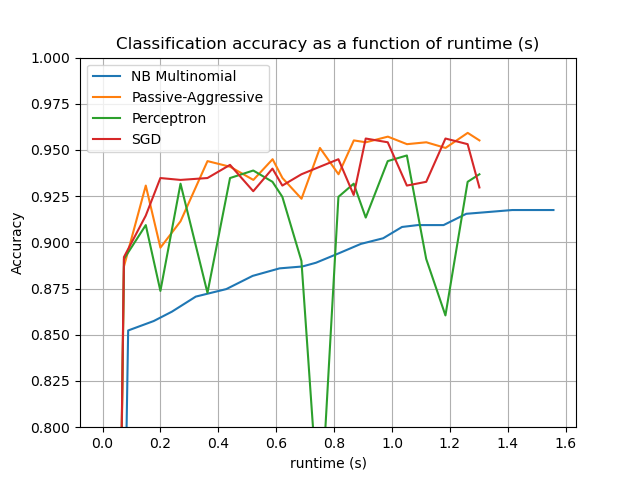 Classification accuracy as a function of runtime (s)
1.000
0.975
0.950
0.925
0.900
0.875
0.850
0.825
0.800
Accuracy
NB Multinomial
Passive-Aggressive
Perceptron
SGD
0.0 0.2 0.4 0.6 0.8 1.0 1.2 1.4 1.6
runtime (s)